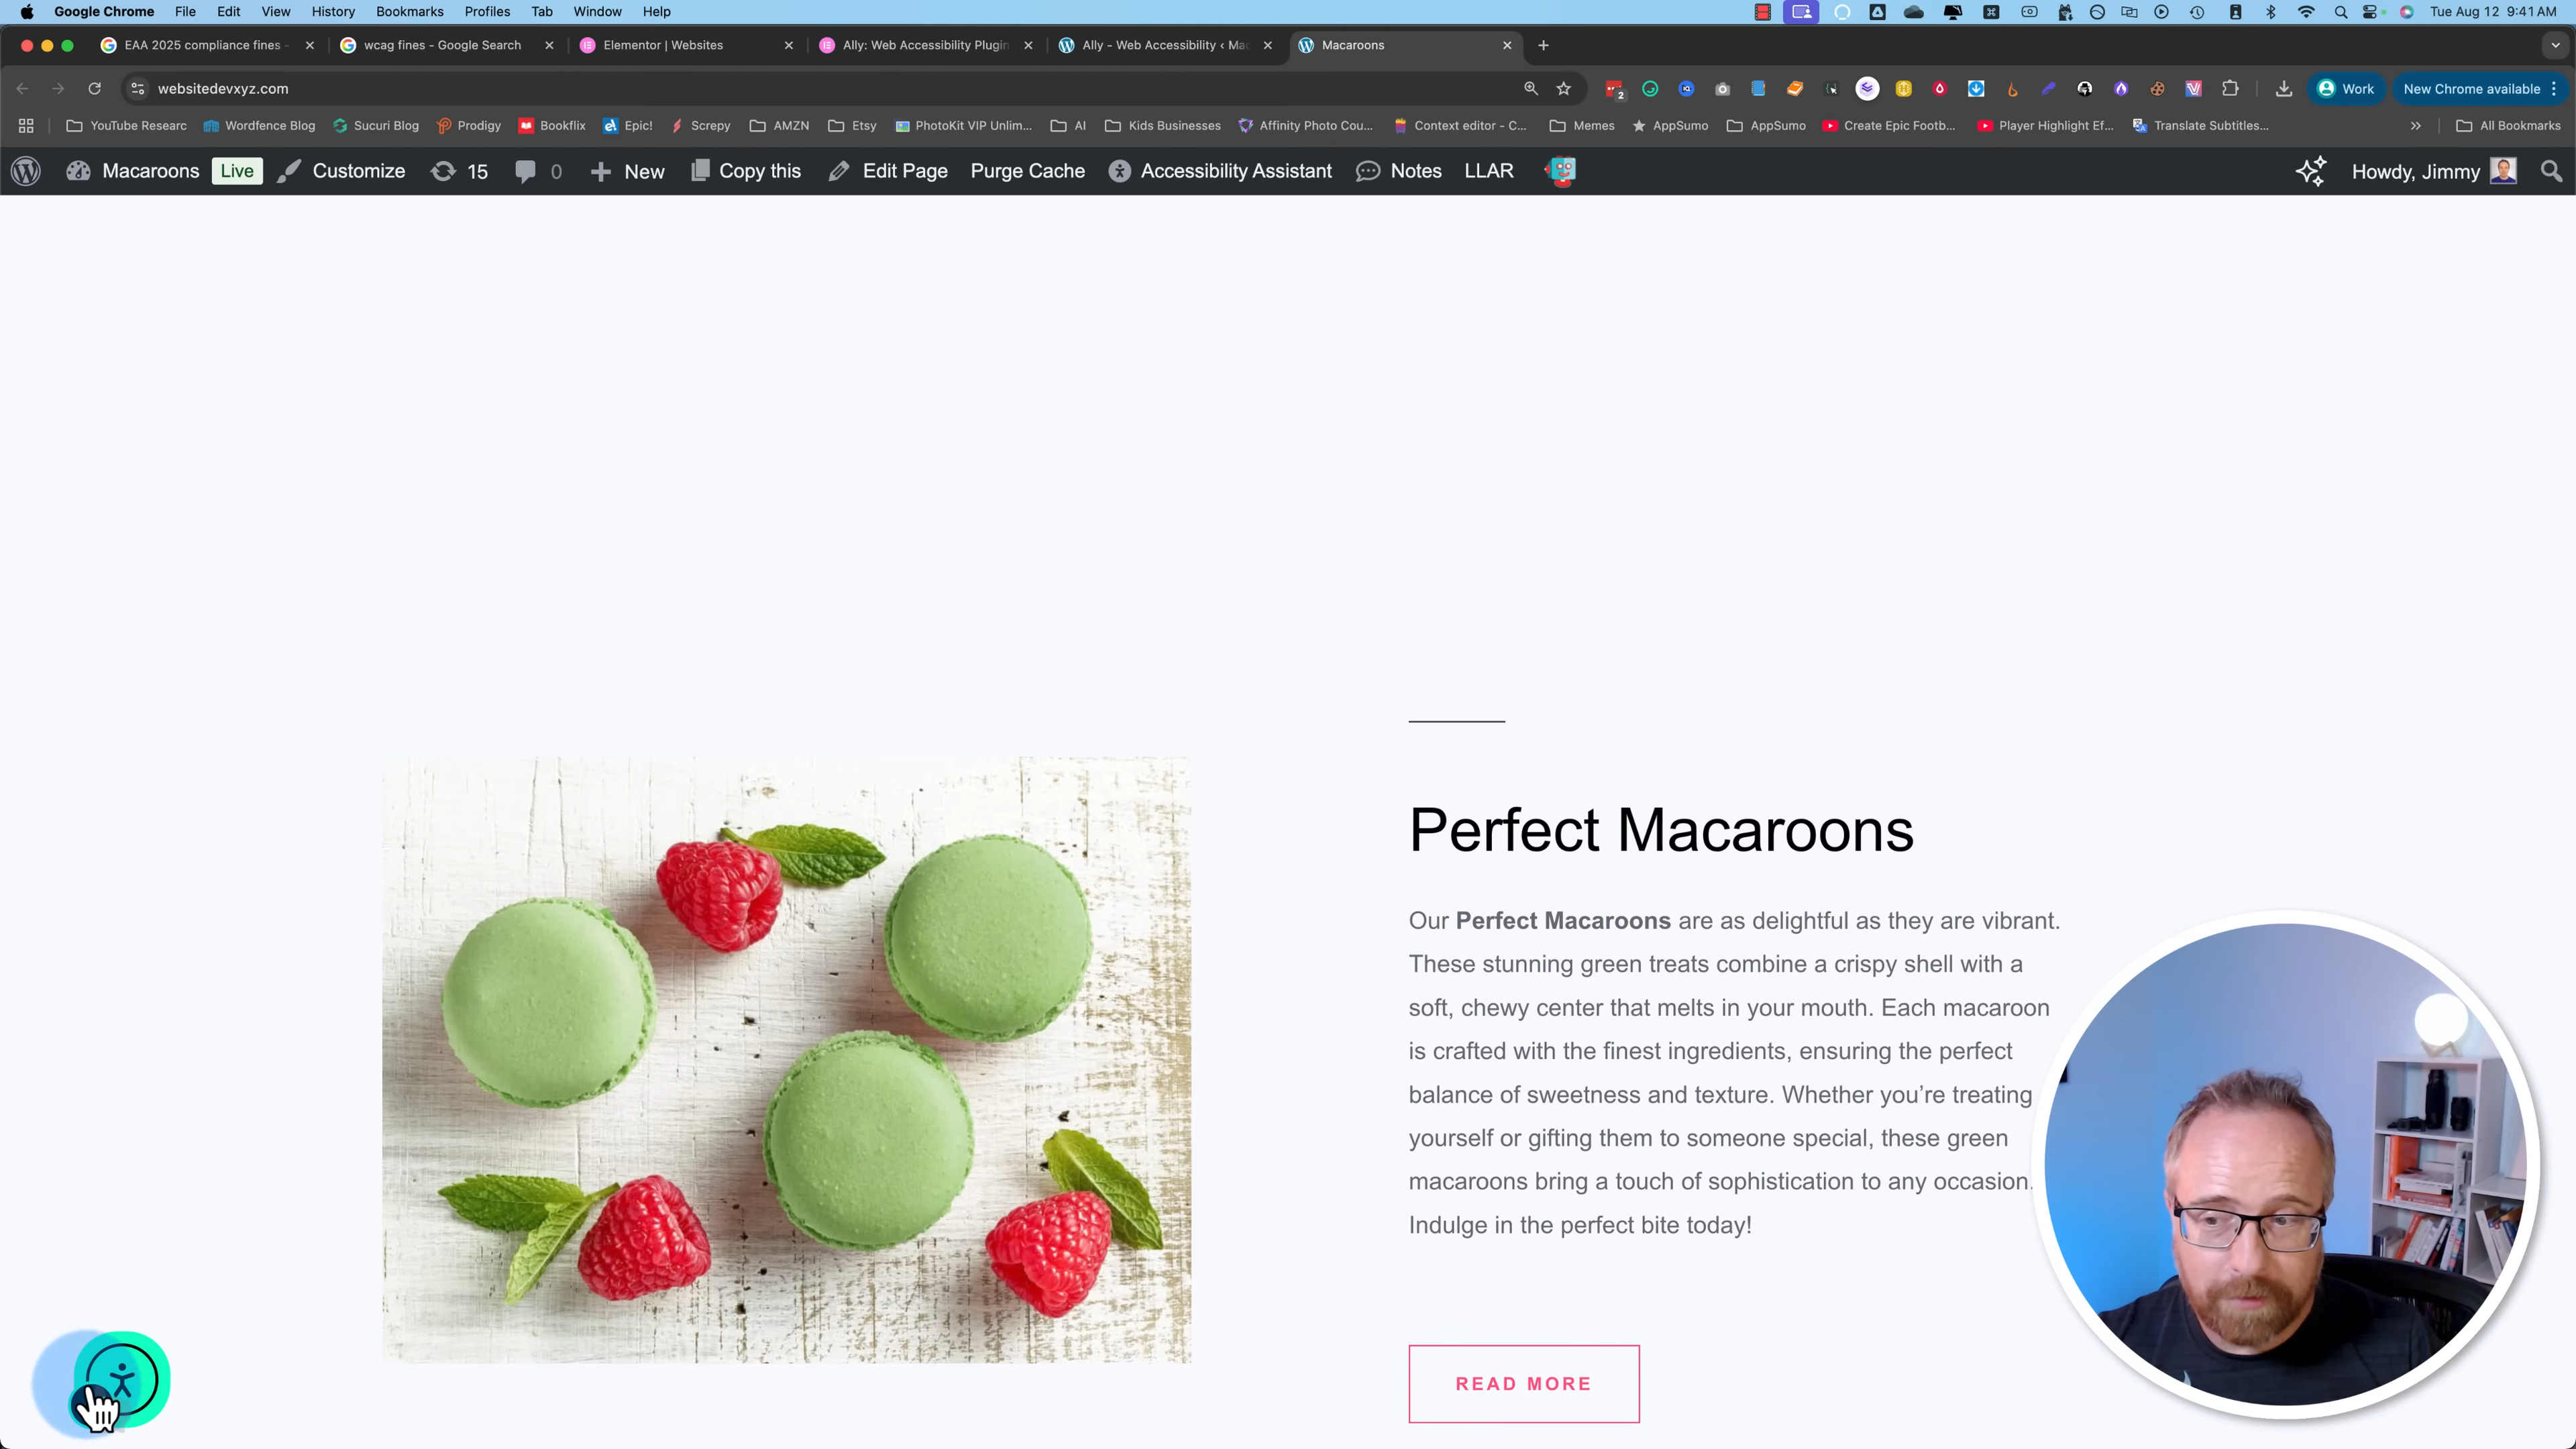 Google Chrome File Edit View History Bookmarks Profiles Tab Window Help Tue Aug 12 9:41 AM
EAA 2025 compliance fines - wcag fines - Google Search Elementor | Websites Ally: Web Accessibility Plugin Ally - Web Accessibility ‹ Mac Macaroons
websitedevxyz.com 2 Work New Chrome available
YouTube Researc Wordfence Blog Sucuri Blog Prodigy Bookflix Epic! Screpy AMZN Etsy PhotoKit VIP Unlim... AI Kids Businesses Affinity Photo Cou... Context editor - C... Memes AppSumo AppSumo Create Epic Footb... Player Highlight Ef... Translate Subtitles... » All Bookmarks
Macaroons Live Customize 15 0 New Copy this Edit Page Purge Cache Accessibility Assistant Notes LLAR Howdy, Jimmy
Perfect Macaroons
Our Perfect Macaroons are as delightful as they are vibrant.
These stunning green treats combine a crispy shell with a
soft, chewy center that melts in your mouth. Each macaroon
is crafted with the finest ingredients, ensuring the perfect
balance of sweetness and texture. Whether you’re treating
yourself or gifting them to someone special, these green
macaroons bring a touch of sophistication to any occasion.
Indulge in the perfect bite today!
READ MORE